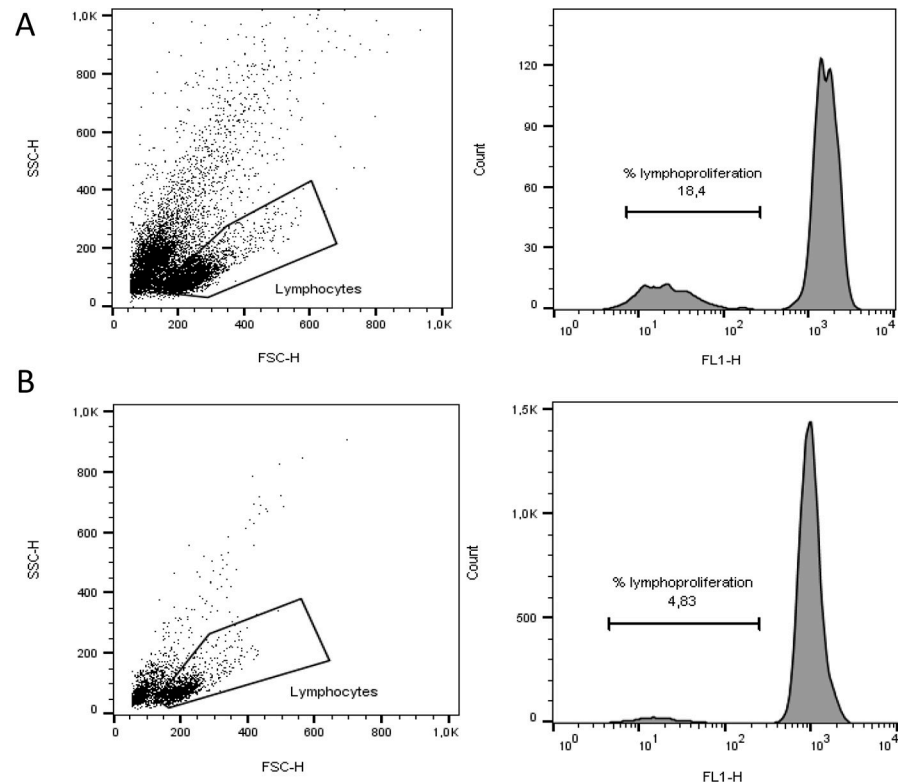 A
SSC-H
1,0K
800
600
400
200
0
Lymphocytes
0 200 400 600 800 1,0K
FSC-H
Count
120
90
60
30
0
% lymphoproliferation
18,4
10^0 10^1 10^2 10^3 10^4
FL1-H
B
SSC-H
1,0K
800
600
400
200
0
Lymphocytes
0 200 400 600 800 1,0K
FSC-H
Count
1,5K
1,0K
500
0
% lymphoproliferation
4,83
10^0 10^1 10^2 10^3 10^4
FL1-H